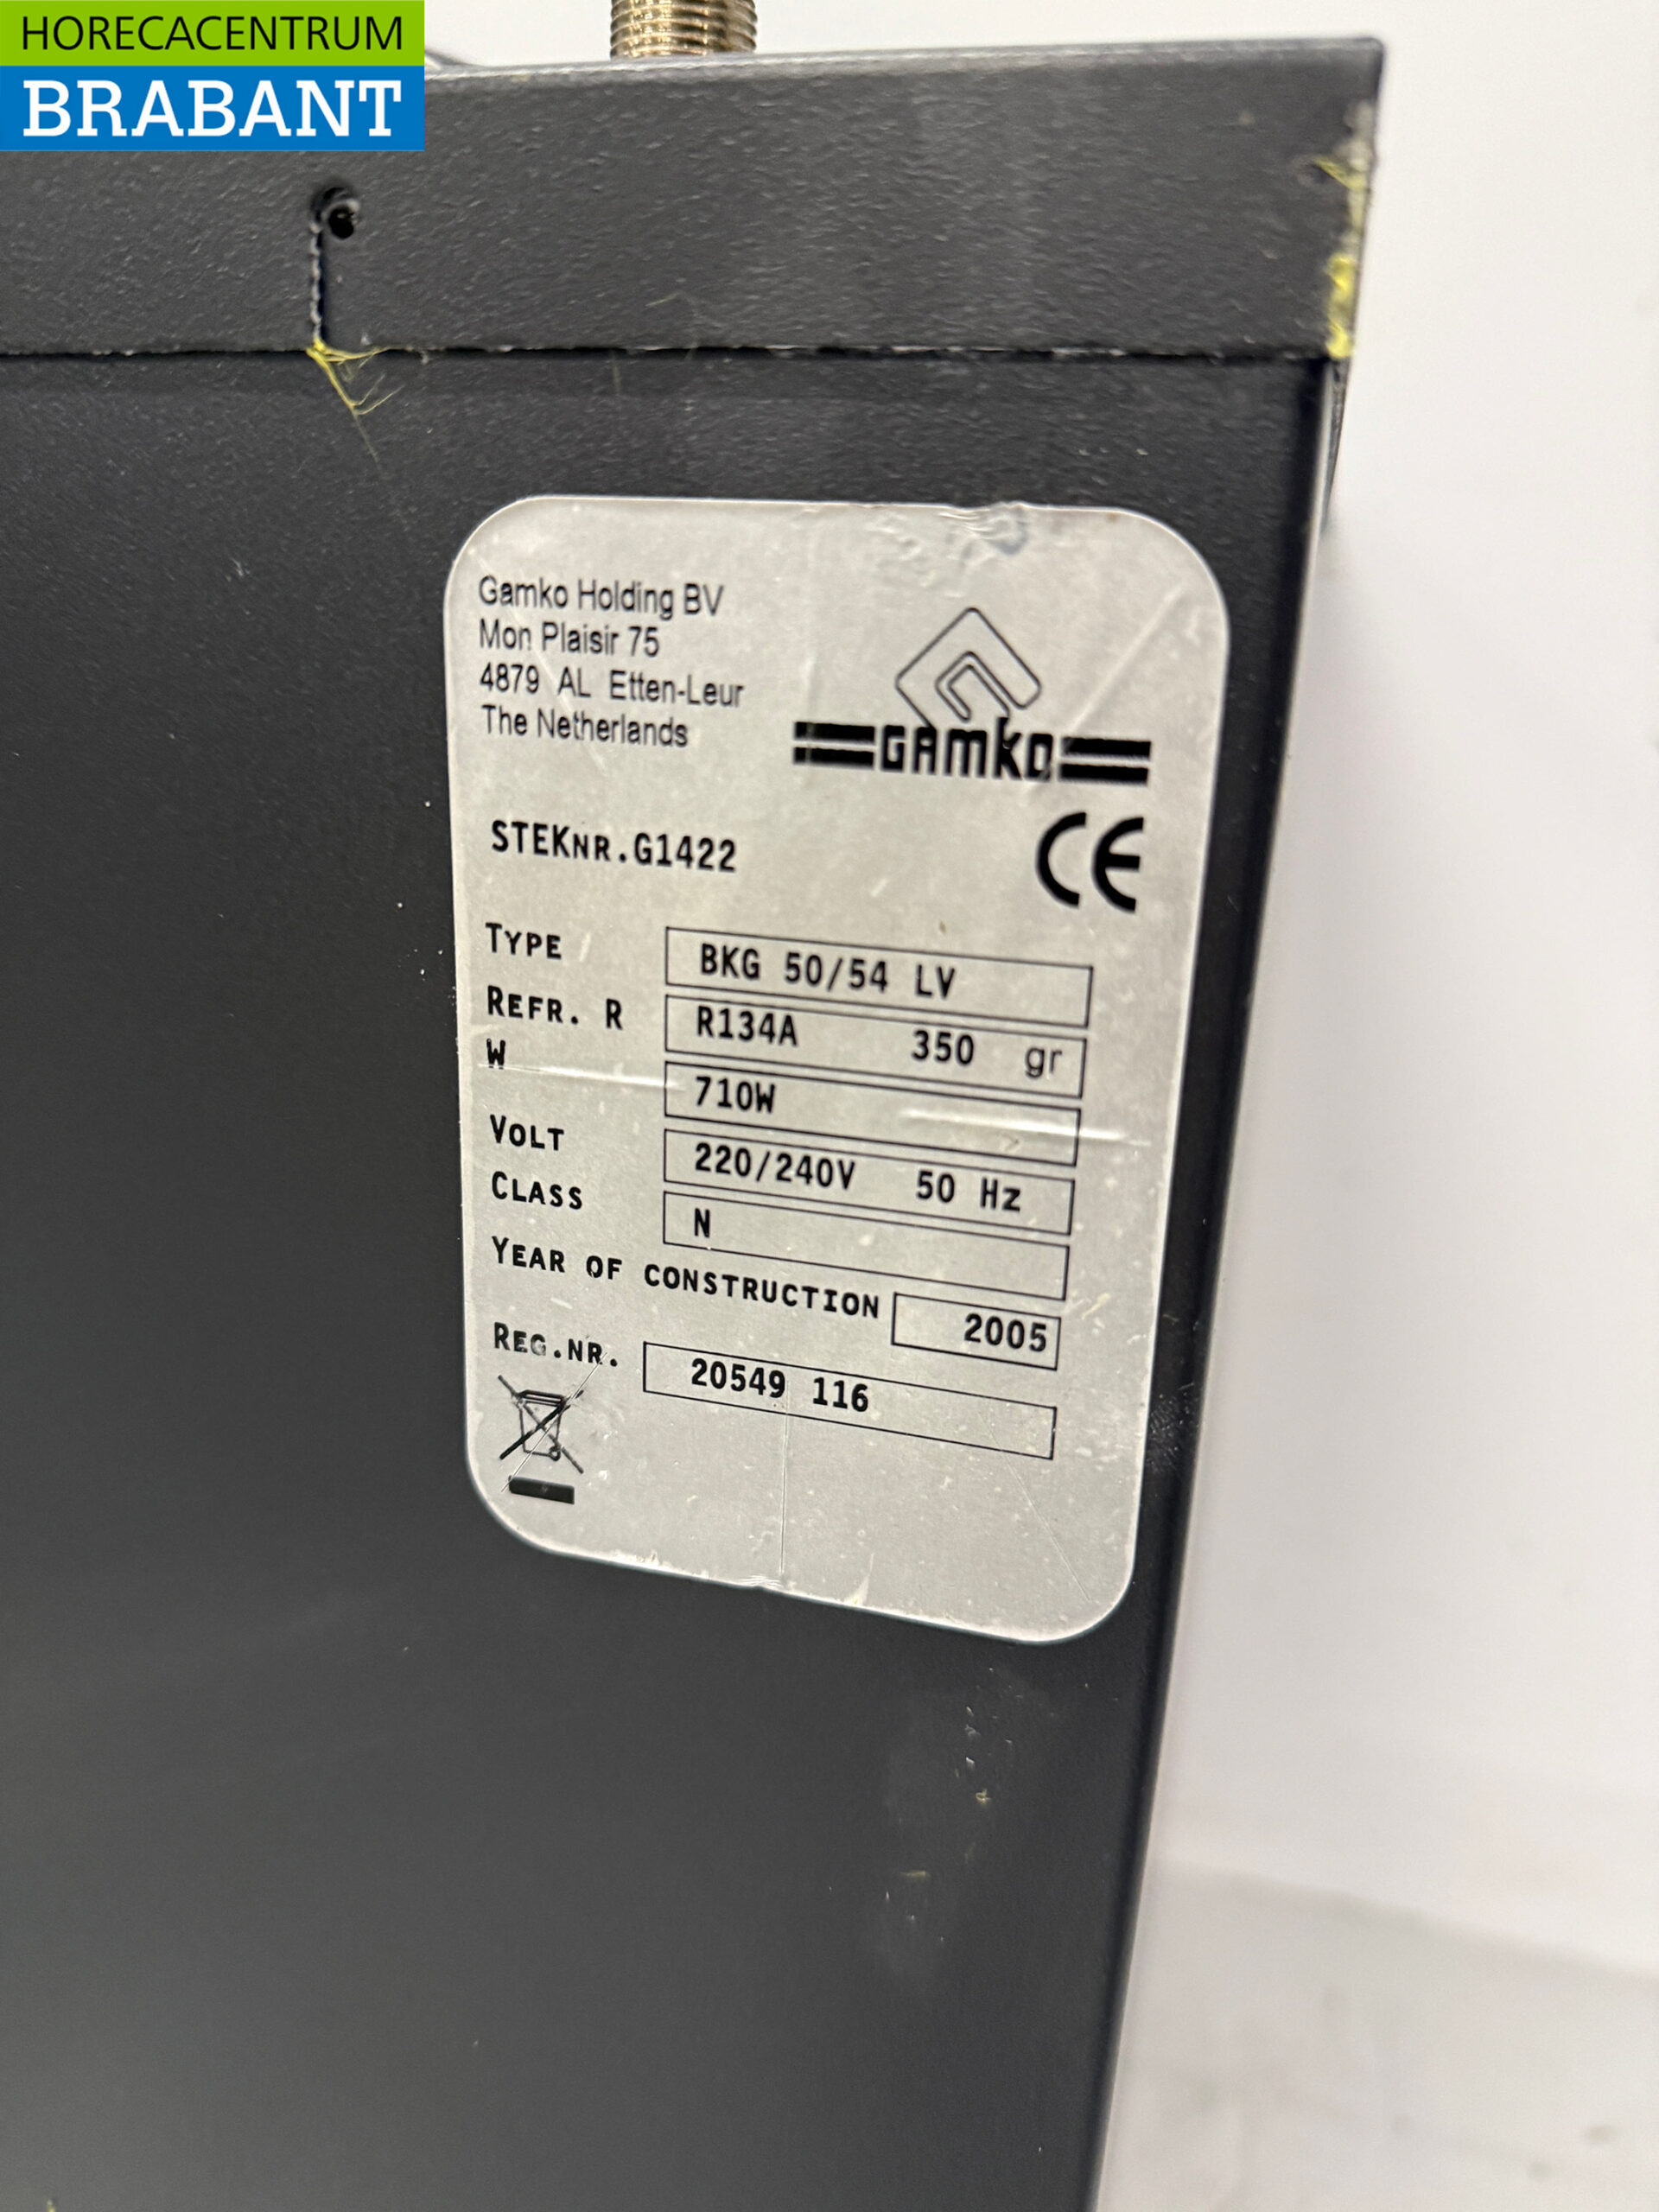 HORECACENTRUM
BRABANT
Gamko Holding BV
Mon Plaisir 75
4879 AL Etten-Leur
The Netherlands
GAMKO
STEKNR.G1422
CE
TYPE BKG 50/54 LV
REFR. R R134A 350 gr
W 710W
VOLT 220/240V 50 Hz
CLASS N
YEAR OF CONSTRUCTION 2005
REG.NR. 20549 116